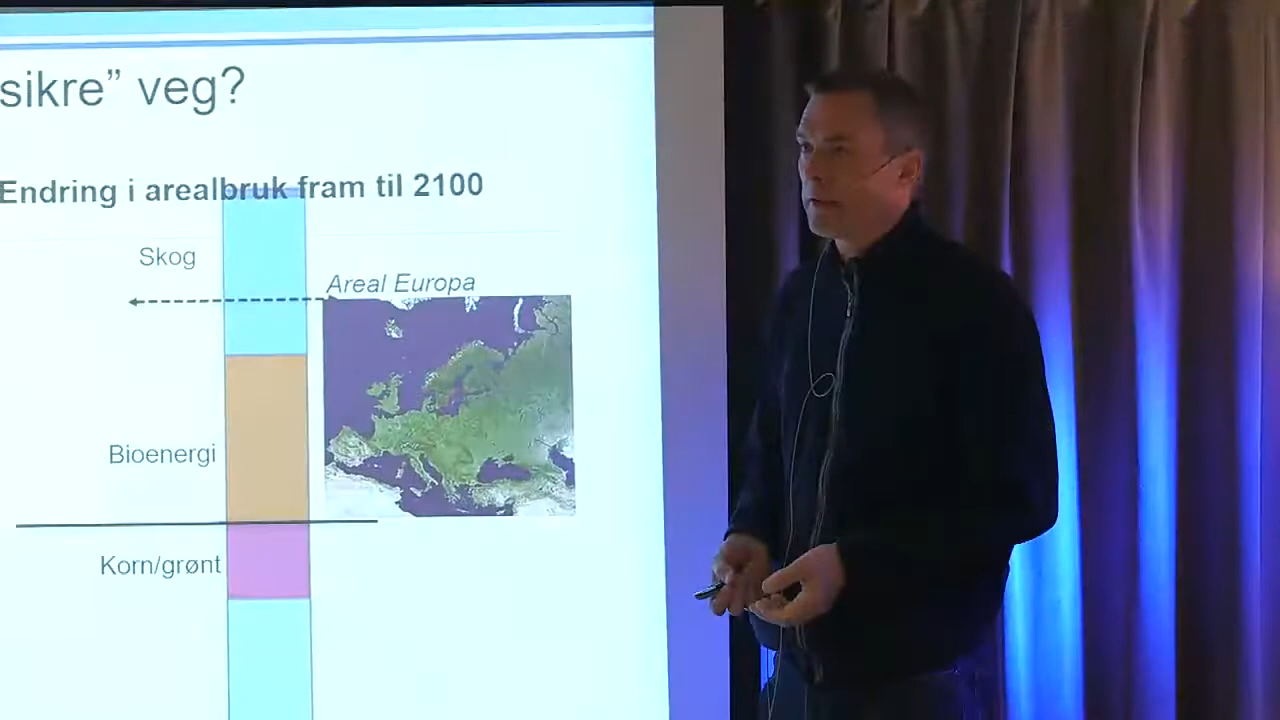 sikre” veg?
Endring i arealbruk fram til 2100
Skog
Areal Europa
Bioenergi
Korn/grønt